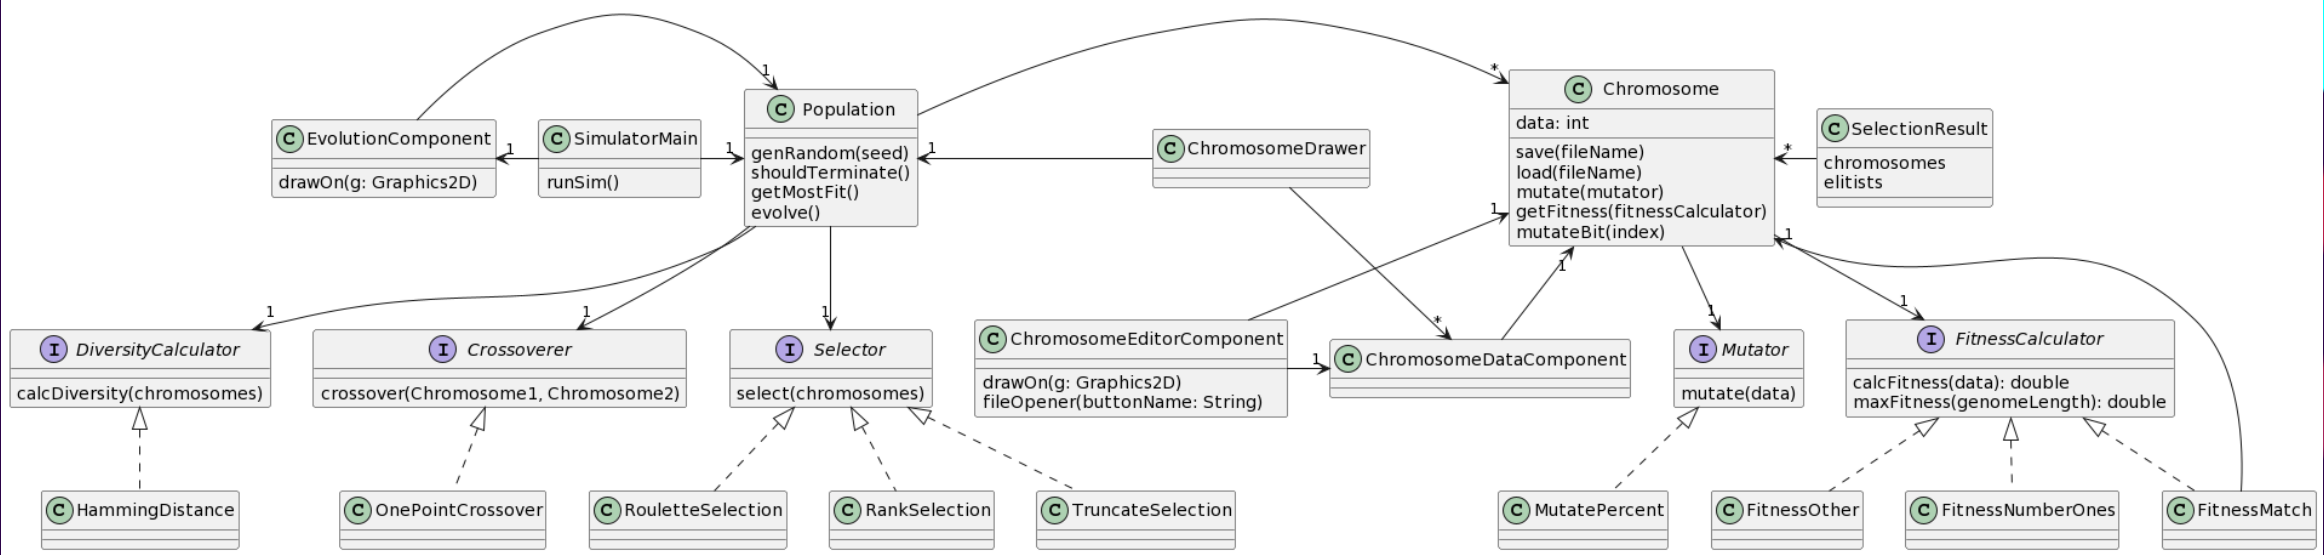 C EvolutionComponent
drawOn(g: Graphics2D)
1
C SimulatorMain
runSim()
1
1
C Population
genRandom(seed)
shouldTerminate()
getMostFit()
evolve()
1
C ChromosomeDrawer
*
C Chromosome
data: int
save(fileName)
load(fileName)
mutate(mutator)
getFitness(fitnessCalculator)
mutateBit(index)
*
C SelectionResult
chromosomes
elitists
1
1
1
1
1
1
*
1
1
I DiversityCalculator
calcDiversity(chromosomes)
I Crossoverer
crossover(Chromosome1, Chromosome2)
I Selector
select(chromosomes)
C ChromosomeEditorComponent
drawOn(g: Graphics2D)
fileOpener(buttonName: String)
1
C ChromosomeDataComponent
I Mutator
mutate(data)
I FitnessCalculator
calcFitness(data): double
maxFitness(genomeLength): double
C HammingDistance
C OnePointCrossover
C RouletteSelection
C RankSelection
C TruncateSelection
C MutatePercent
C FitnessOther
C FitnessNumberOnes
C FitnessMatch